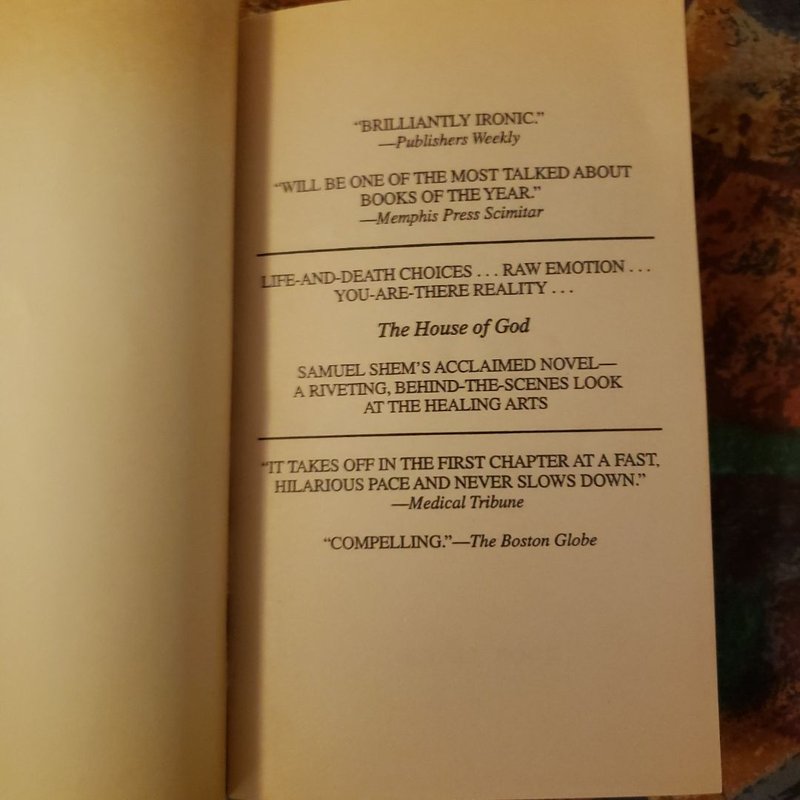 “BRILLIANTLY IRONIC.”
—Publishers Weekly
“WILL BE ONE OF THE MOST TALKED ABOUT
BOOKS OF THE YEAR.”
—Memphis Press Scimitar
LIFE-AND-DEATH CHOICES . . . RAW EMOTION . . .
YOU-ARE-THERE REALITY . . .
The House of God
SAMUEL SHEM’S ACCLAIMED NOVEL—
A RIVETING, BEHIND-THE-SCENES LOOK
AT THE HEALING ARTS
“IT TAKES OFF IN THE FIRST CHAPTER AT A FAST,
HILARIOUS PACE AND NEVER SLOWS DOWN.”
—Medical Tribune
“COMPELLING.”—The Boston Globe